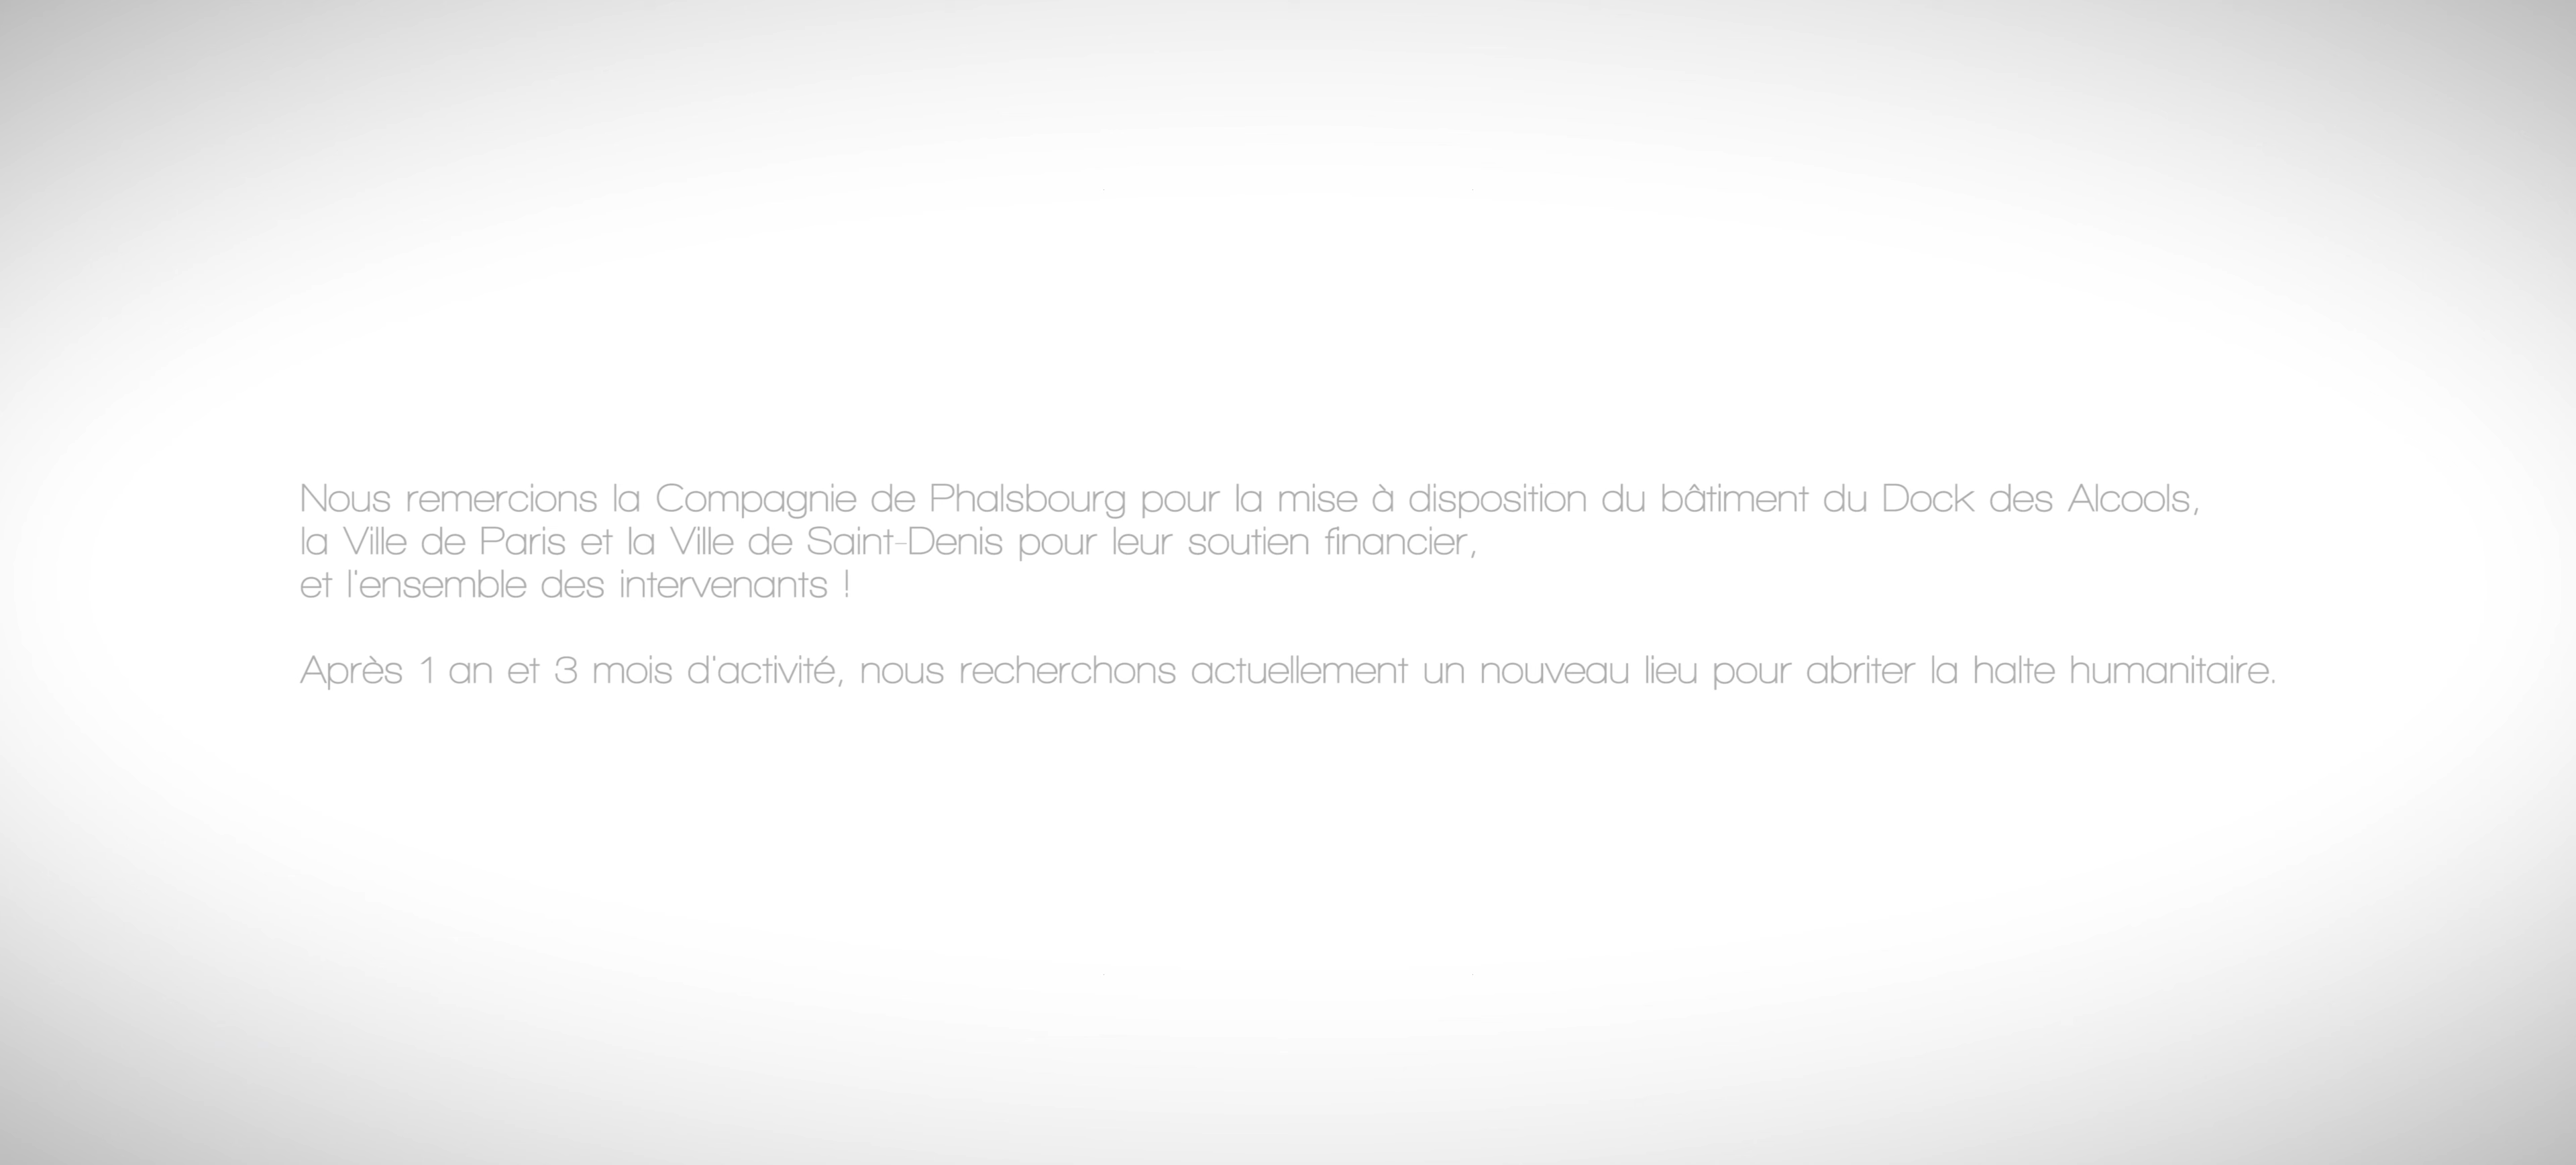 Nous remercions la Compagnie de Phalsbourg pour la mise à disposition du bâtiment du Dock des Alcools,
la Ville de Paris et la Ville de Saint-Denis pour leur soutien financier,
et l'ensemble des intervenants !
Après 1 an et 3 mois d'activité, nous recherchons actuellement un nouveau lieu pour abriter la halte humanitaire.